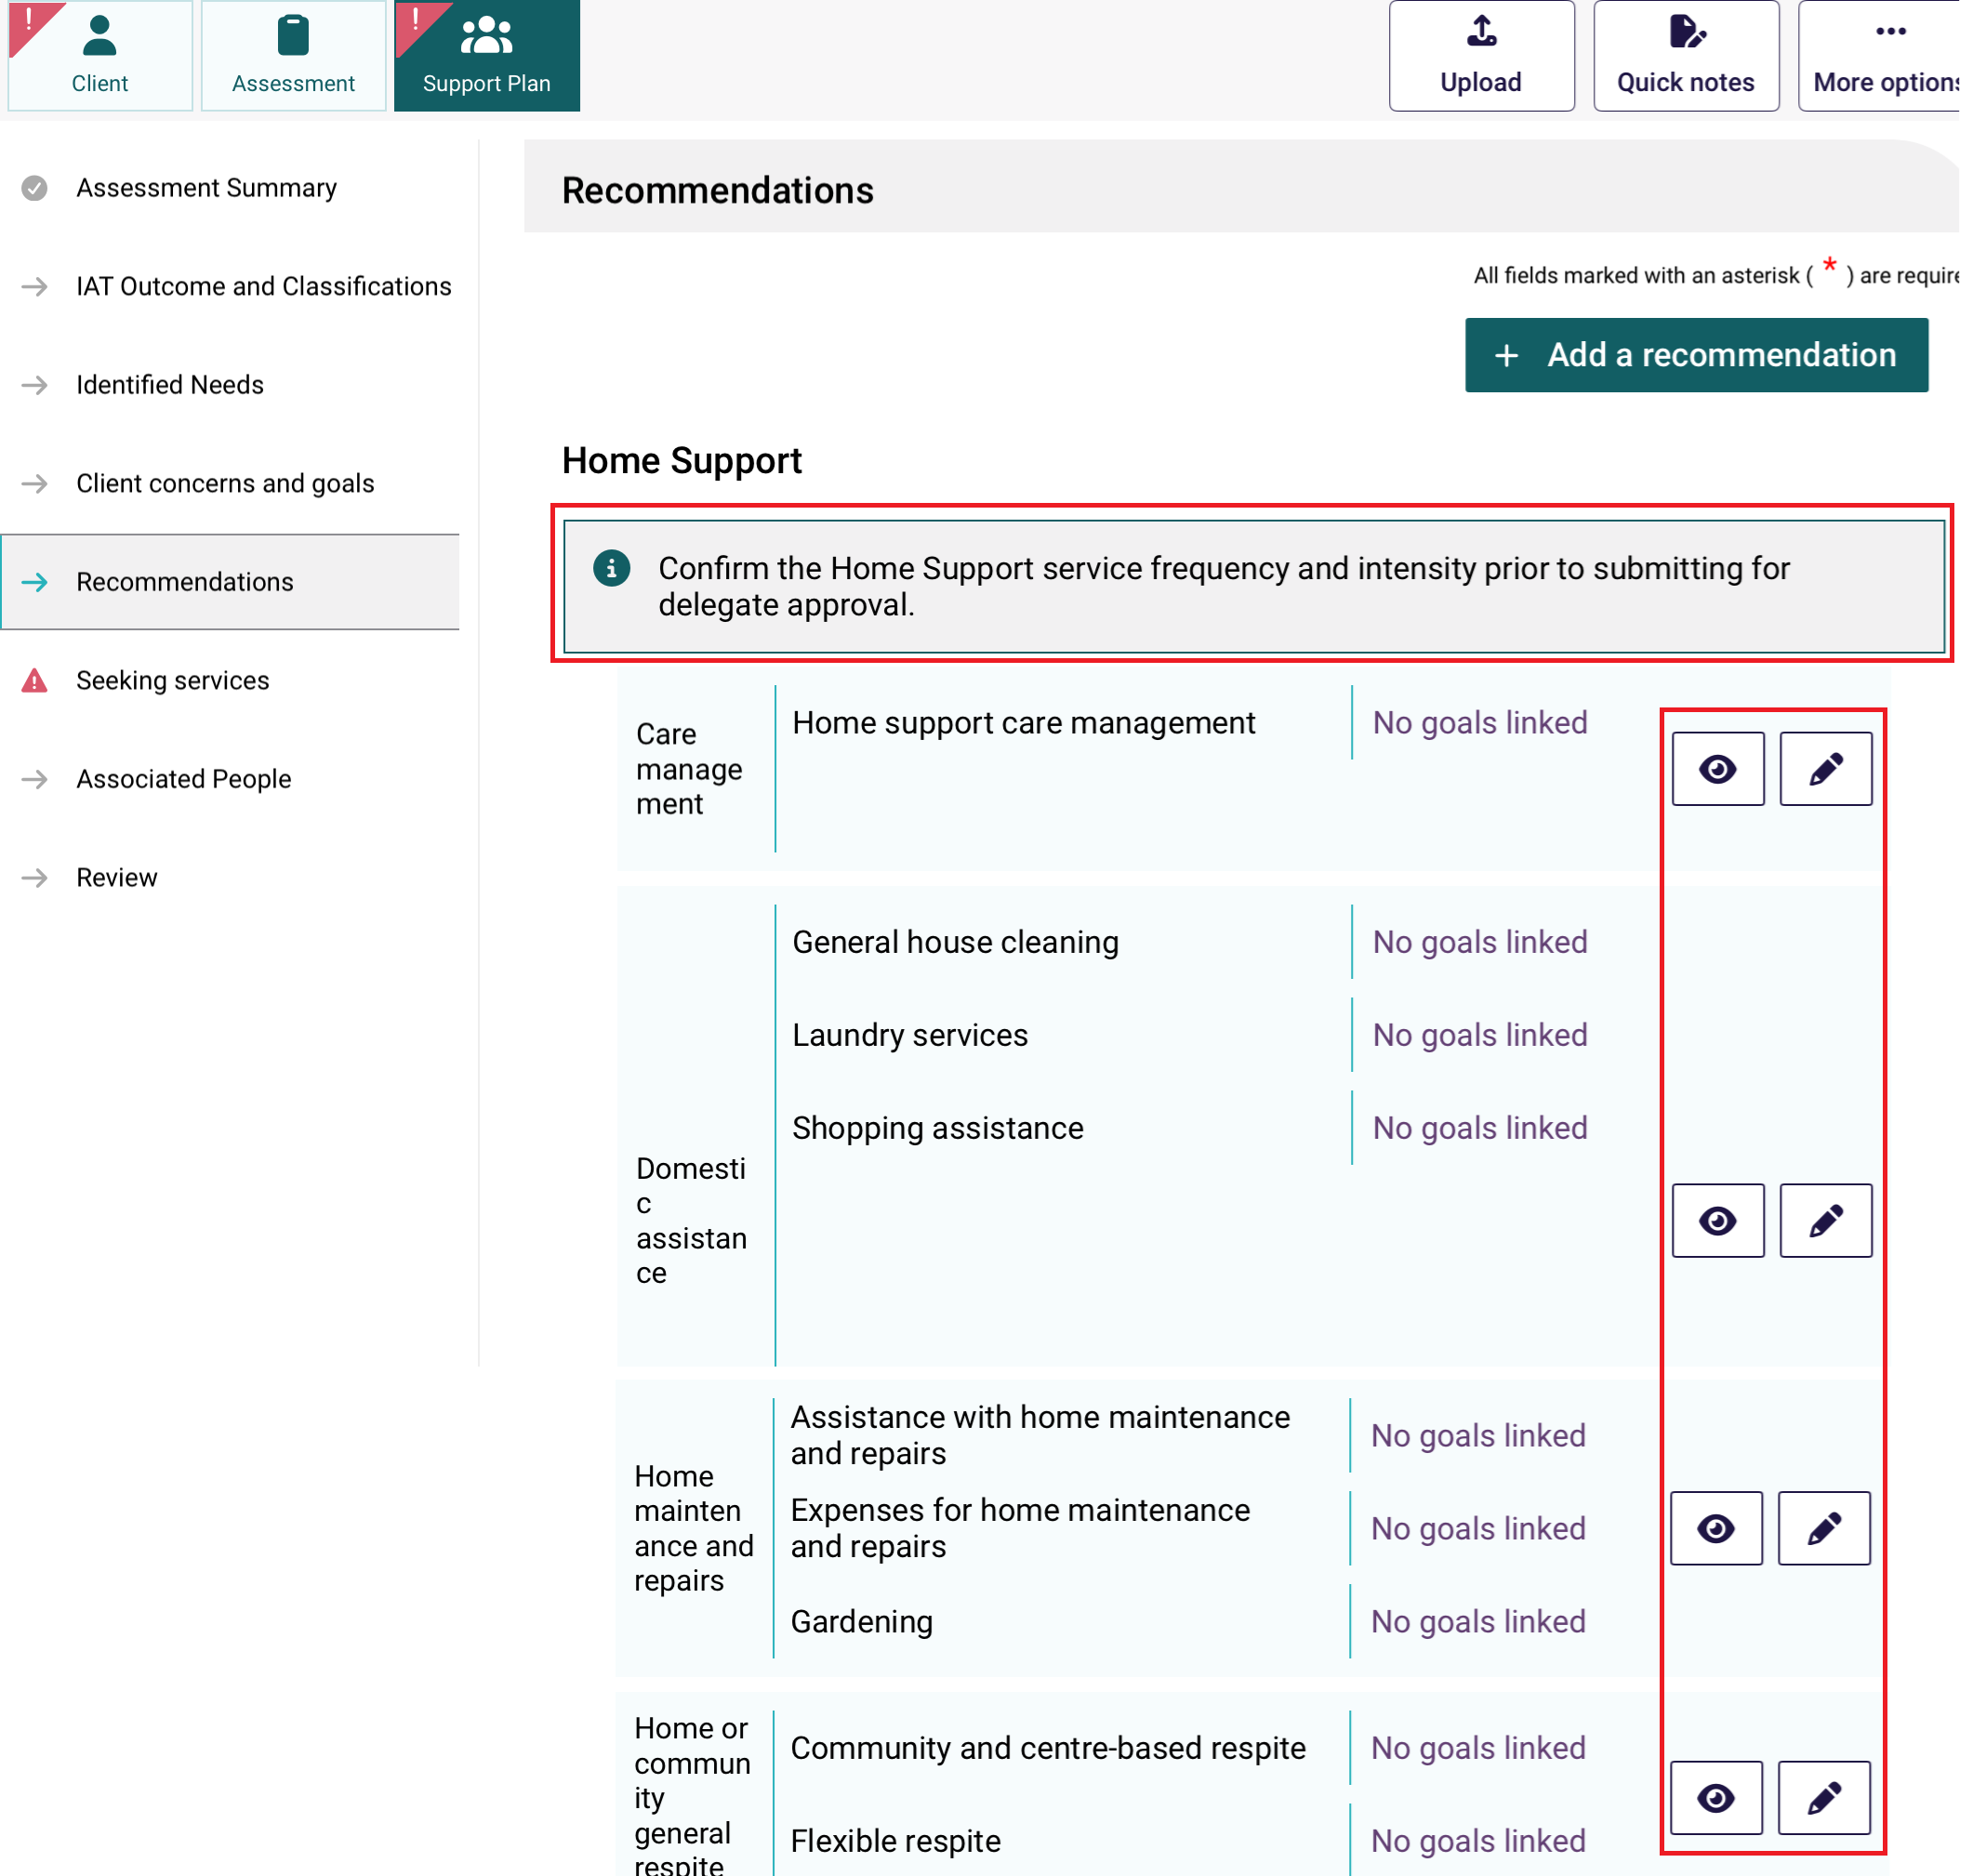 Client
Assessment
Support Plan
Upload
Quick notes
More options
Assessment Summary
IAT Outcome and Classifications
Identified Needs
Client concerns and goals
Recommendations
Seeking services
Associated People
Review
Recommendations
All fields marked with an asterisk ( * ) are require
+ Add a recommendation
Home Support
Confirm the Home Support service frequency and intensity prior to submitting for
delegate approval.
Care
manage
ment
Home support care management
No goals linked
Domesti
c
assistan
ce
General house cleaning
No goals linked
Laundry services
No goals linked
Shopping assistance
No goals linked
Home
mainten
ance and
repairs
Assistance with home maintenance
and repairs
No goals linked
Expenses for home maintenance
and repairs
No goals linked
Gardening
No goals linked
Home or
commun
ity
general
respite
Community and centre-based respite
No goals linked
Flexible respite
No goals linked